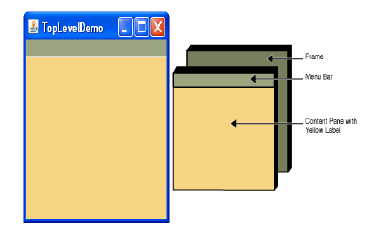 TopLevelDemo
Frame
Menu Bar
Content Pane with
Yellow Label